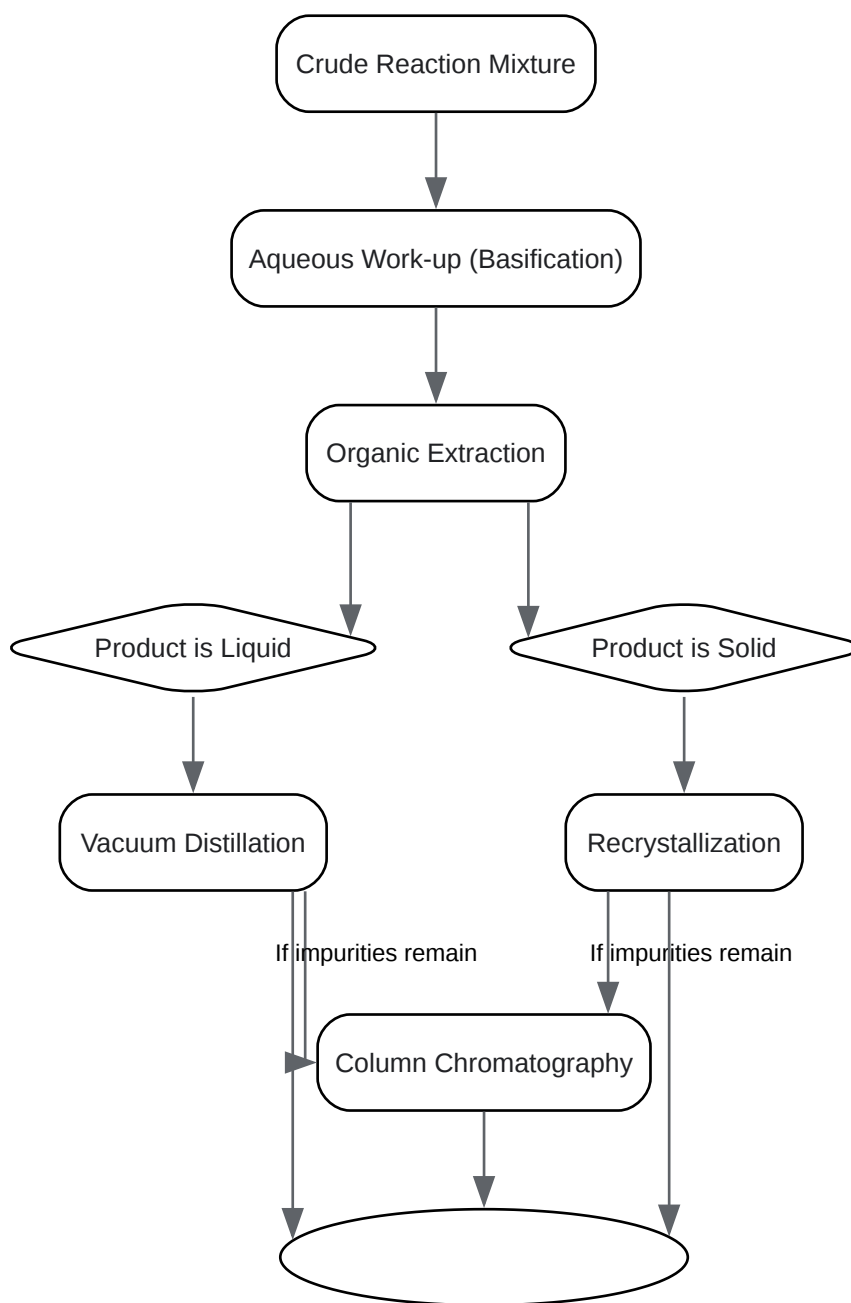 Crude Reaction Mixture
Aqueous Work-up (Basification)
Organic Extraction
Product is Liquid
Product is Solid
Vacuum Distillation
Recrystallization
If impurities remain
If impurities remain
Column Chromatography